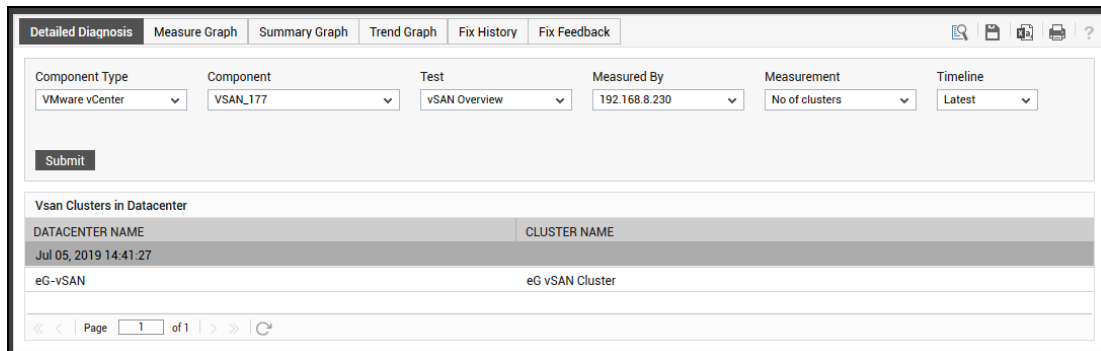 Detailed Diagnosis Measure Graph Summary Graph Trend Graph Fix History Fix Feedback ?
Component Type Component Test Measured By Measurement Timeline
VMware vCenter VSAN_177 vSAN Overview 192.168.8.230 No of clusters Latest
Submit
Vsan Clusters in Datacenter
DATACENTER NAME CLUSTER NAME
Jul 05, 2019 14:41:27
eG-vSAN eG vSAN Cluster
Page 1 of 1